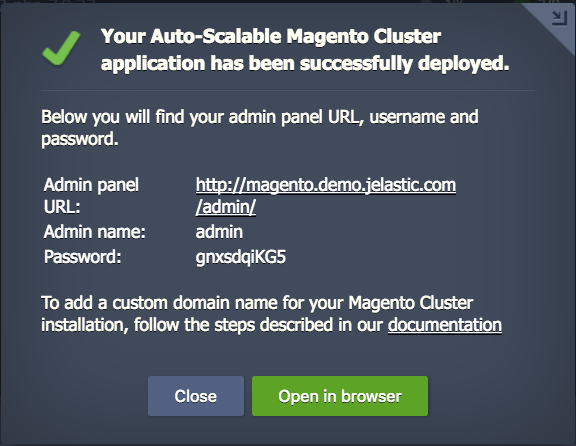 Your Auto-Scalable Magento Cluster
application has been successfully deployed.
Below you will find your admin panel URL, username and
password.
Admin panel http://magento.demo.jelastic.com
URL: /admin/
Admin name: admin
Password: gnxsdqiKG5
To add a custom domain name for your Magento Cluster
installation, follow the steps described in our documentation
Close Open in browser